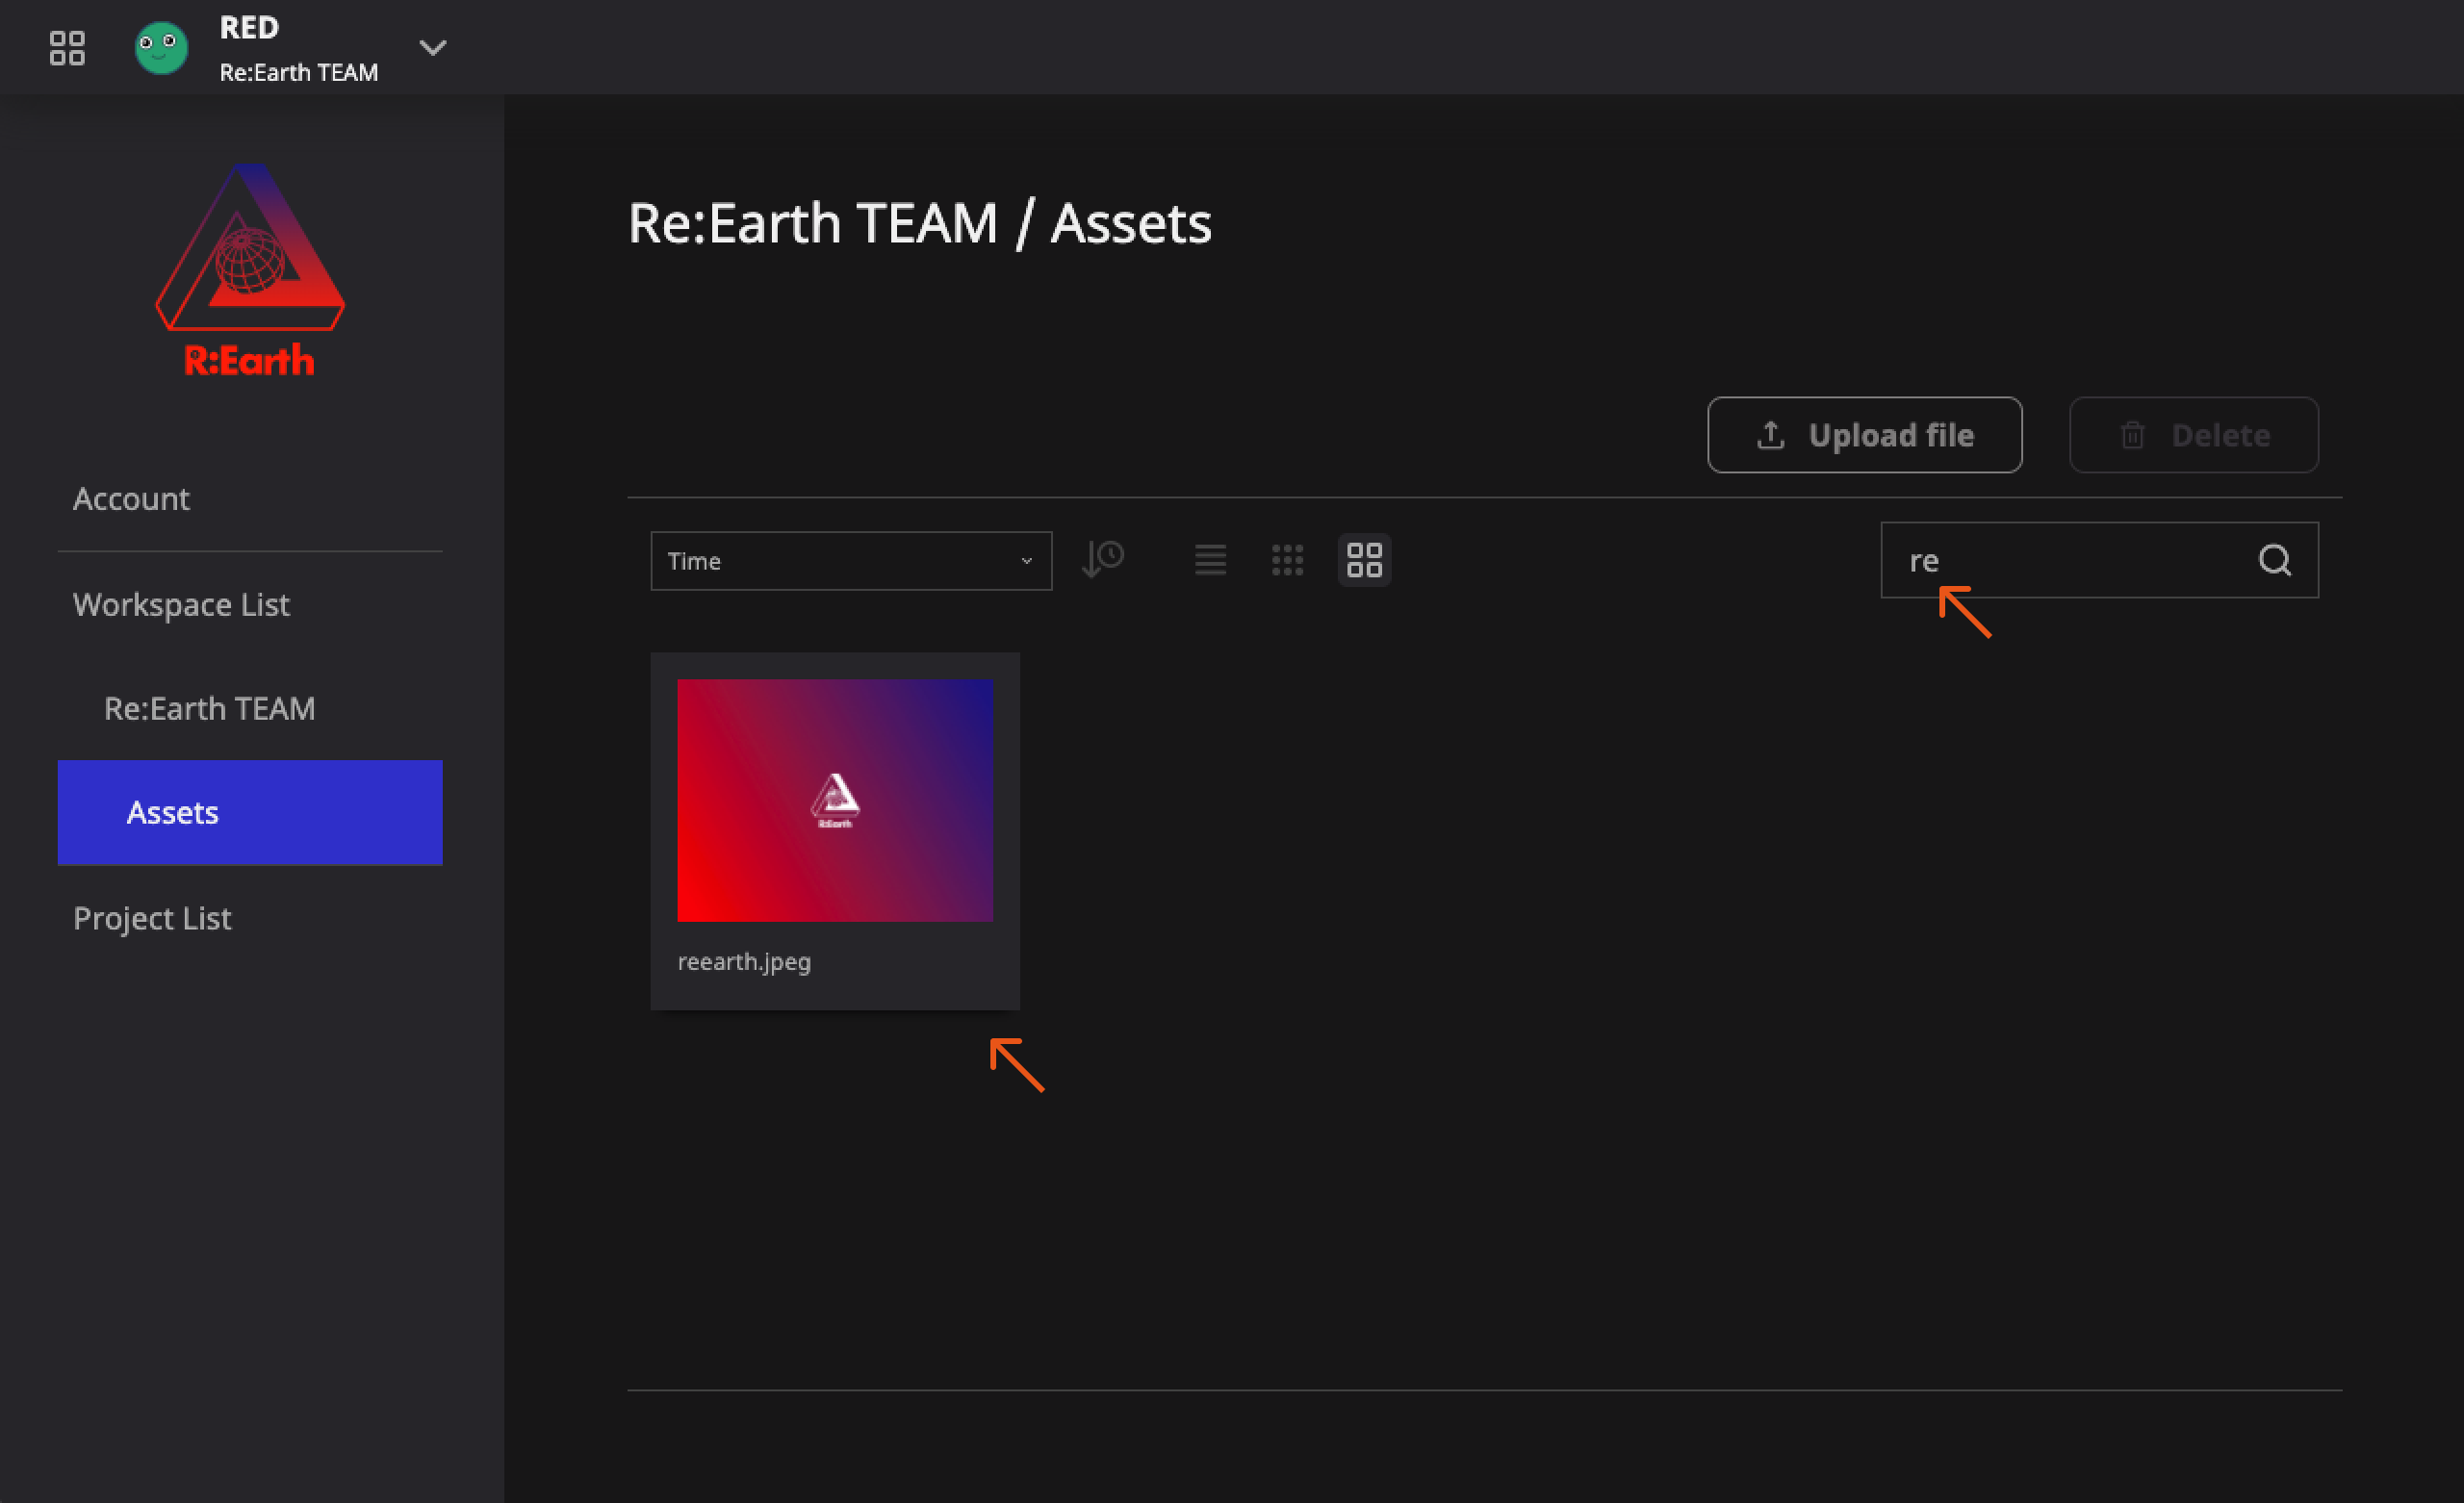 RED
Re:Earth TEAM
R:Earth
Account
Workspace List
Re:Earth TEAM
Assets
Project List
Re:Earth TEAM / Assets
Upload file
Delete
Time
re
R:Earth
reearth.jpeg